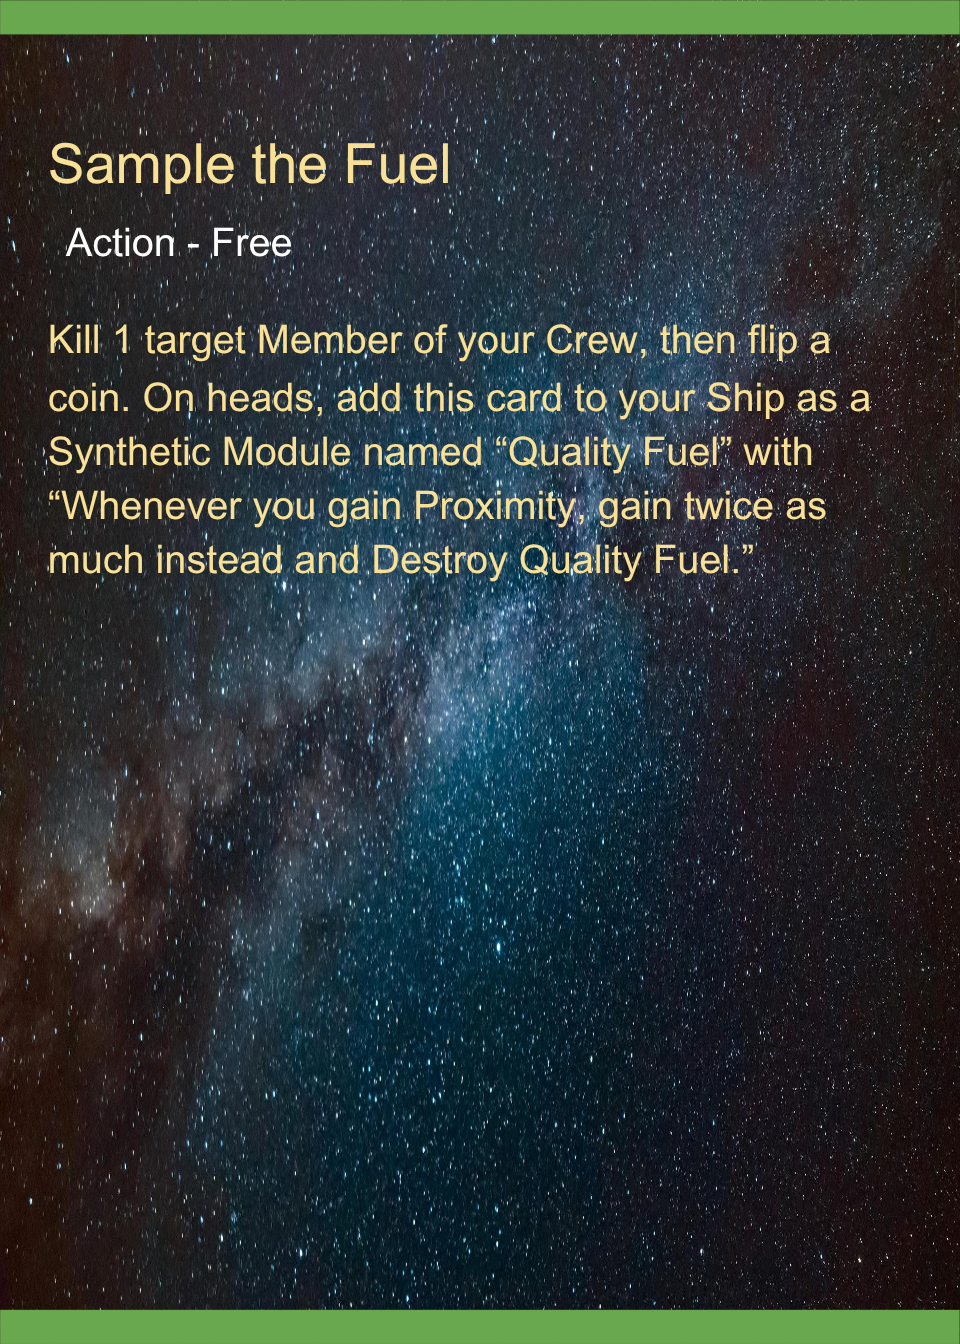 Sample the Fuel
Action - Free
Kill 1 target Member of your Crew, then flip a
coin. On heads, add this card to your Ship as a
Synthetic Module named “Quality Fuel” with
“Whenever you gain Proximity, gain twice as
much instead and Destroy Quality Fuel.”